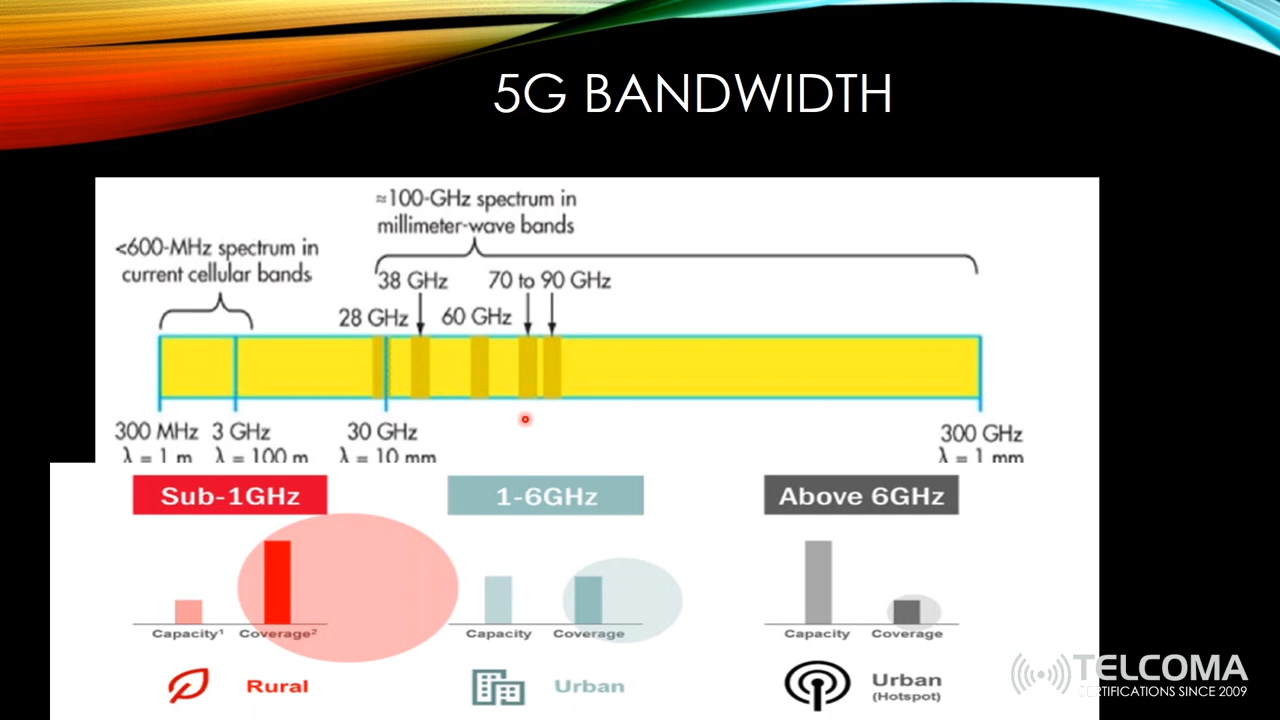 5G BANDWIDTH
≈100-GHz spectrum in
millimeter-wave bands
<600-MHz spectrum in
current cellular bands
38 GHz 70 to 90 GHz
28 GHz 60 GHz
300 MHz 3 GHz 30 GHz 300 GHz
λ = 1 m λ = 100 m λ = 10 mm λ = 1 mm
Sub-1GHz 1-6GHz Above 6GHz
Capacity¹ Coverage² Capacity Coverage Capacity Coverage
Rural Urban Urban
(Hotspot)
TELCOMA
CERTIFICATIONS SINCE 2009